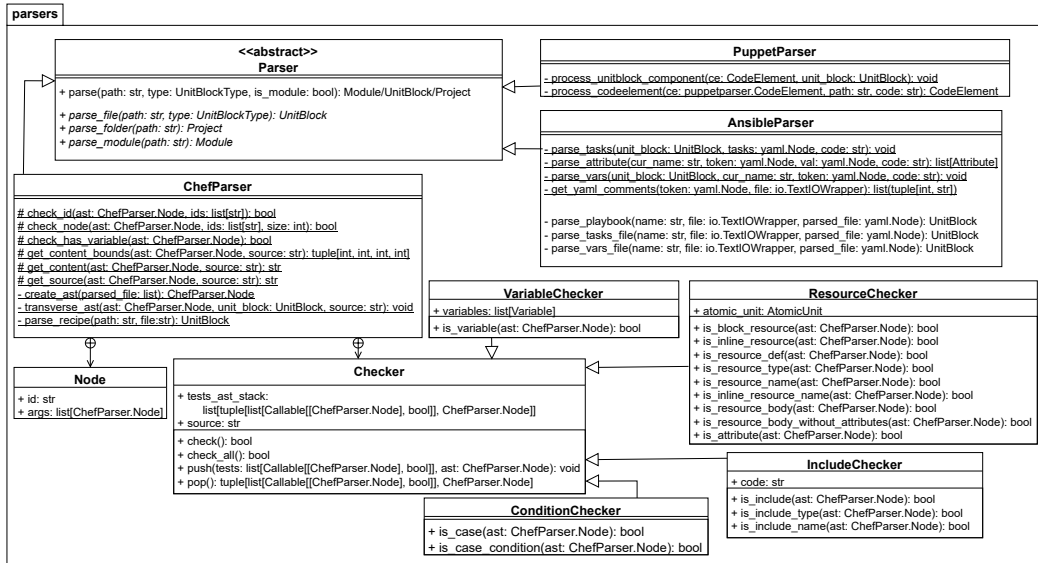 parsers
<<abstract>>
Parser
+ parse(path: str, type: UnitBlockType, is_module: bool): Module/UnitBlock/Project
+ parse_file(path: str, type: UnitBlockType): UnitBlock
+ parse_folder(path: str): Project
+ parse_module(path: str): Module
PuppetParser
- process_unitblock_component(ce: CodeElement, unit_block: UnitBlock): void
- process_codeelement(ce: puppetparser.CodeElement, path: str, code: str): CodeElement
AnsibleParser
- parse_tasks(unit_block: UnitBlock, tasks: yaml.Node, code: str): void
- parse_attribute(cur_name: str, token: yaml.Node, val: yaml.Node, code: str): list[Attribute]
- parse_vars(unit_block: UnitBlock, cur_name: str, token: yaml.Node, code: str): void
- get_yaml_comments(token: yaml.Node, file: io.TextIOWrapper): list(tuple[int, str])
- parse_playbook(name: str, file: io.TextIOWrapper, parsed_file: yaml.Node): UnitBlock
- parse_tasks_file(name: str, file: io.TextIOWrapper, parsed_file: yaml.Node): UnitBlock
- parse_vars_file(name: str, file: io.TextIOWrapper, parsed_file: yaml.Node): UnitBlock
ChefParser
# check_id(ast: ChefParser.Node, ids: list[str]): bool
# check_node(ast: ChefParser.Node, ids: list[str], size: int): bool
# check_has_variable(ast: ChefParser.Node): bool
# get_content_bounds(ast: ChefParser.Node, source: str): tuple[int, int, int, int]
# get_content(ast: ChefParser.Node, source: str): str
# get_source(ast: ChefParser.Node, source: str): str
- create_ast(parsed_file: list): ChefParser.Node
- transverse_ast(ast: ChefParser.Node, unit_block: UnitBlock, source: str): void
- parse_recipe(path: str, file:str): UnitBlock
VariableChecker
+ variables: list[Variable]
+ is_variable(ast: ChefParser.Node): bool
ResourceChecker
+ atomic_unit: AtomicUnit
+ is_block_resource(ast: ChefParser.Node): bool
+ is_inline_resource(ast: ChefParser.Node): bool
+ is_resource_def(ast: ChefParser.Node): bool
+ is_resource_type(ast: ChefParser.Node): bool
+ is_resource_name(ast: ChefParser.Node): bool
+ is_inline_resource_name(ast: ChefParser.Node): bool
+ is_resource_body(ast: ChefParser.Node): bool
+ is_resource_body_without_attributes(ast: ChefParser.Node): bool
+ is_attribute(ast: ChefParser.Node): bool
Node
+ id: str
+ args: list[ChefParser.Node]
Checker
+ tests_ast_stack:
list[tuple[list[Callable[[ChefParser.Node], bool]], ChefParser.Node]]
+ source: str
+ check(): bool
+ check_all(): bool
+ push(tests: list[Callable[[ChefParser.Node], bool]], ast: ChefParser.Node): void
+ pop(): tuple[list[Callable[[ChefParser.Node], bool]], ChefParser.Node]
IncludeChecker
+ code: str
+ is_include(ast: ChefParser.Node): bool
+ is_include_type(ast: ChefParser.Node): bool
+ is_include_name(ast: ChefParser.Node): bool
ConditionChecker
+ is_case(ast: ChefParser.Node): bool
+ is_case_condition(ast: ChefParser.Node): bool